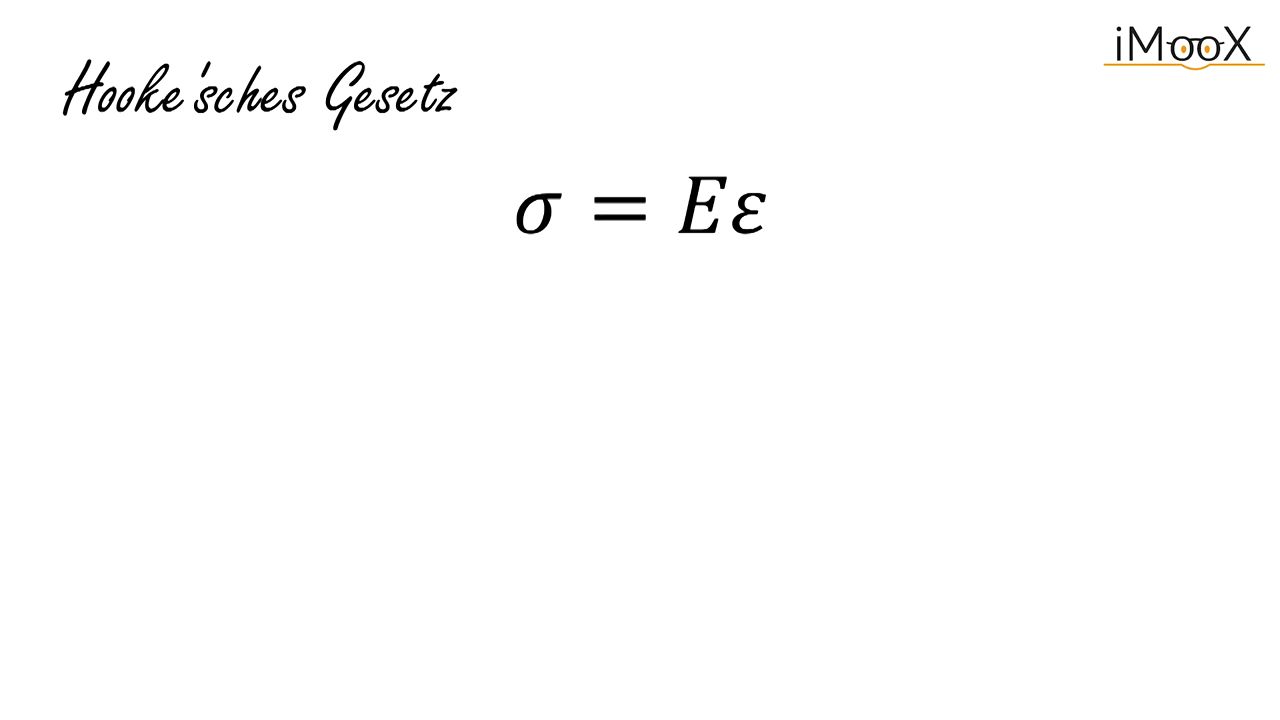 iMooX
Hooke'sches Gesetz
σ = Eε